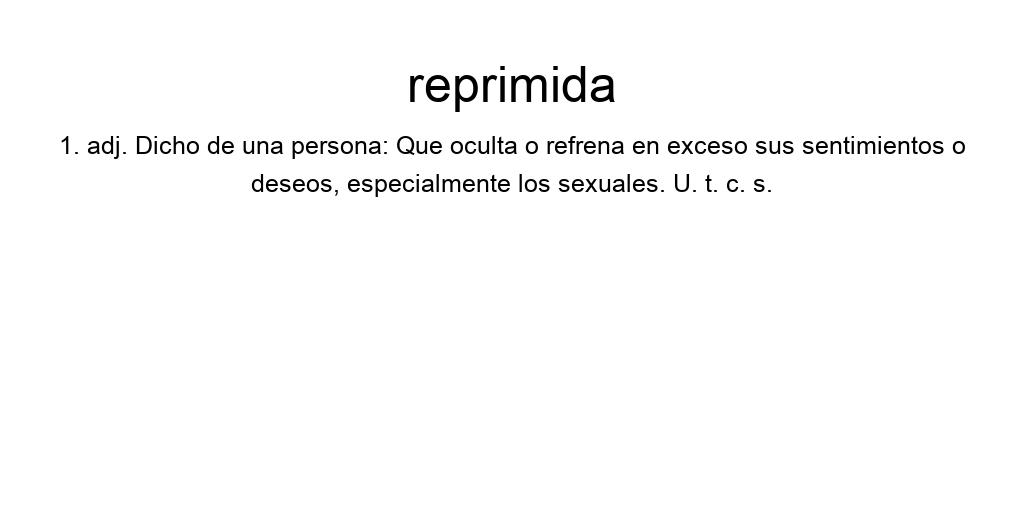 reprimida
1. adj. Dicho de una persona: Que oculta o refrena en exceso sus sentimientos o
deseos, especialmente los sexuales. U. t. c. s.